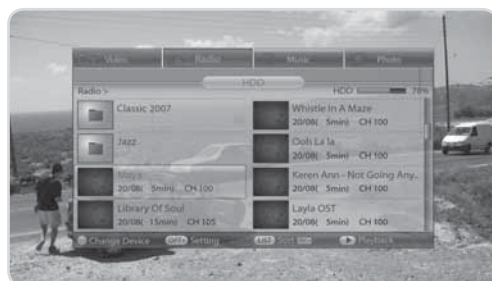 Video Radio Music Photo
HDD
Radio > HDD 78%
Classic 2007
Jazz
May s
20/08( 5min) CH 100
Library Of Soul
20/08( 15min) CH 105
Whistle In A Maze
20/08( 5min) CH 100
Ooh La la
20/08( 5min) CH 100
Keren Ann - Not Going Any..
20/08( 5min) CH 100
Layla OST
20/08( 5min) CH 100
Change Device OPT+ Setting LIST Sort Playback